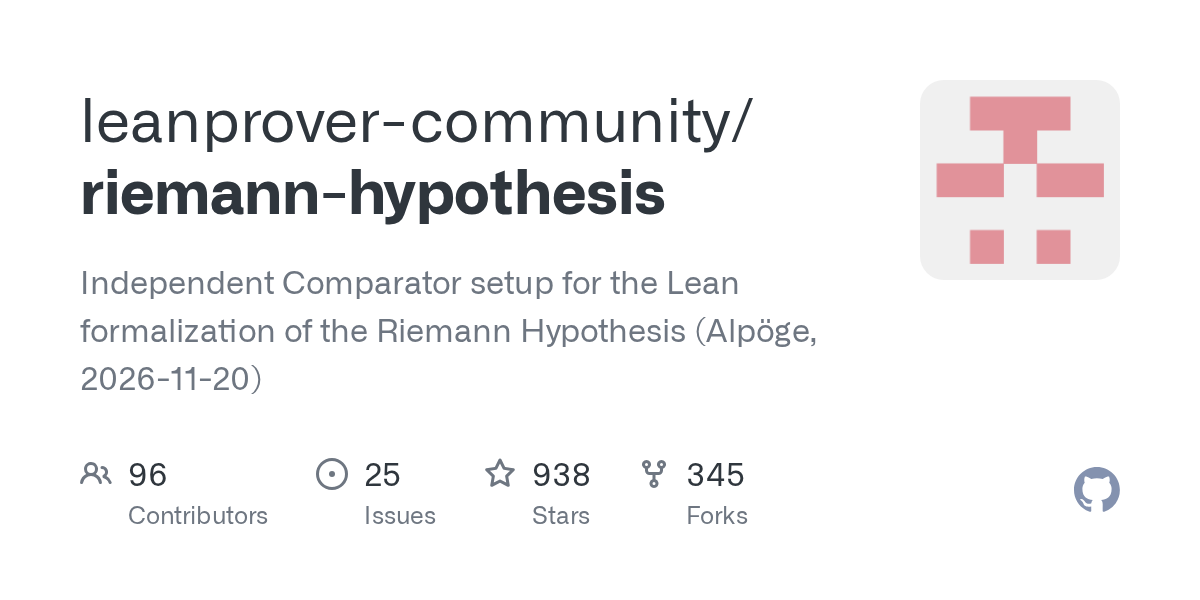 leanprover-community/
riemann-hypothesis
Independent Comparator setup for the Lean
formalization of the Riemann Hypothesis (Alpöge,
2026-11-20)
96 25 938 345
Contributors Issues Stars Forks